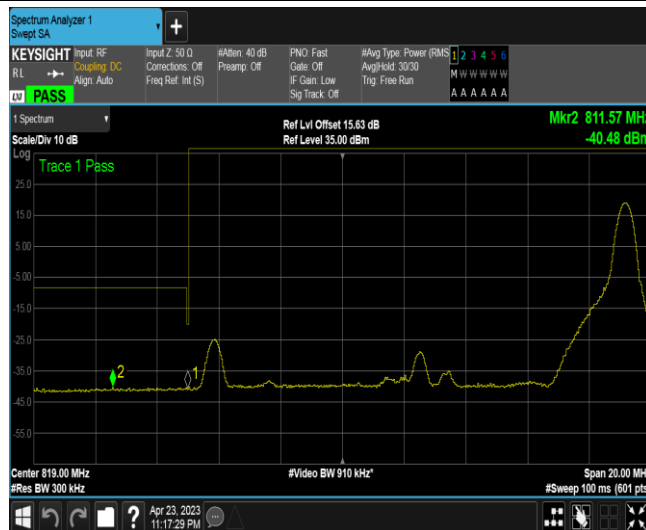 Spectrum Analyzer 1
Swept SA
+
KEYSIGHT
RL
LXI PASS
Input: RF
Coupling: DC
Align: Auto
Input Z: 50 Ω
Corrections: Off
Freq Ref: Int (S)
#Atten: 40 dB
Preamp: Off
PNO: Fast
Gate: Off
IF Gain: Low
Sig Track: Off
#Avg Type: Power (RMS
Avg|Hold: 30/30
Trig: Free Run
1 2 3 4 5 6
M W W W W W
A A A A A A
1 Spectrum
Scale/Div 10 dB
Ref Lvl Offset 15.63 dB
Ref Level 35.00 dBm
Mkr2 811.57 MHz
-40.48 dBm
Log
Trace 1 Pass
25.0
15.0
5.00
-5.00
-15.0
-25.0
-35.0
-45.0
-55.0
2
1
Center 819.00 MHz
#Res BW 300 kHz
#Video BW 910 kHz*
Span 20.00 MH
#Sweep 100 ms (601 pts
?
Apr 23, 2023
11:17:29 PM